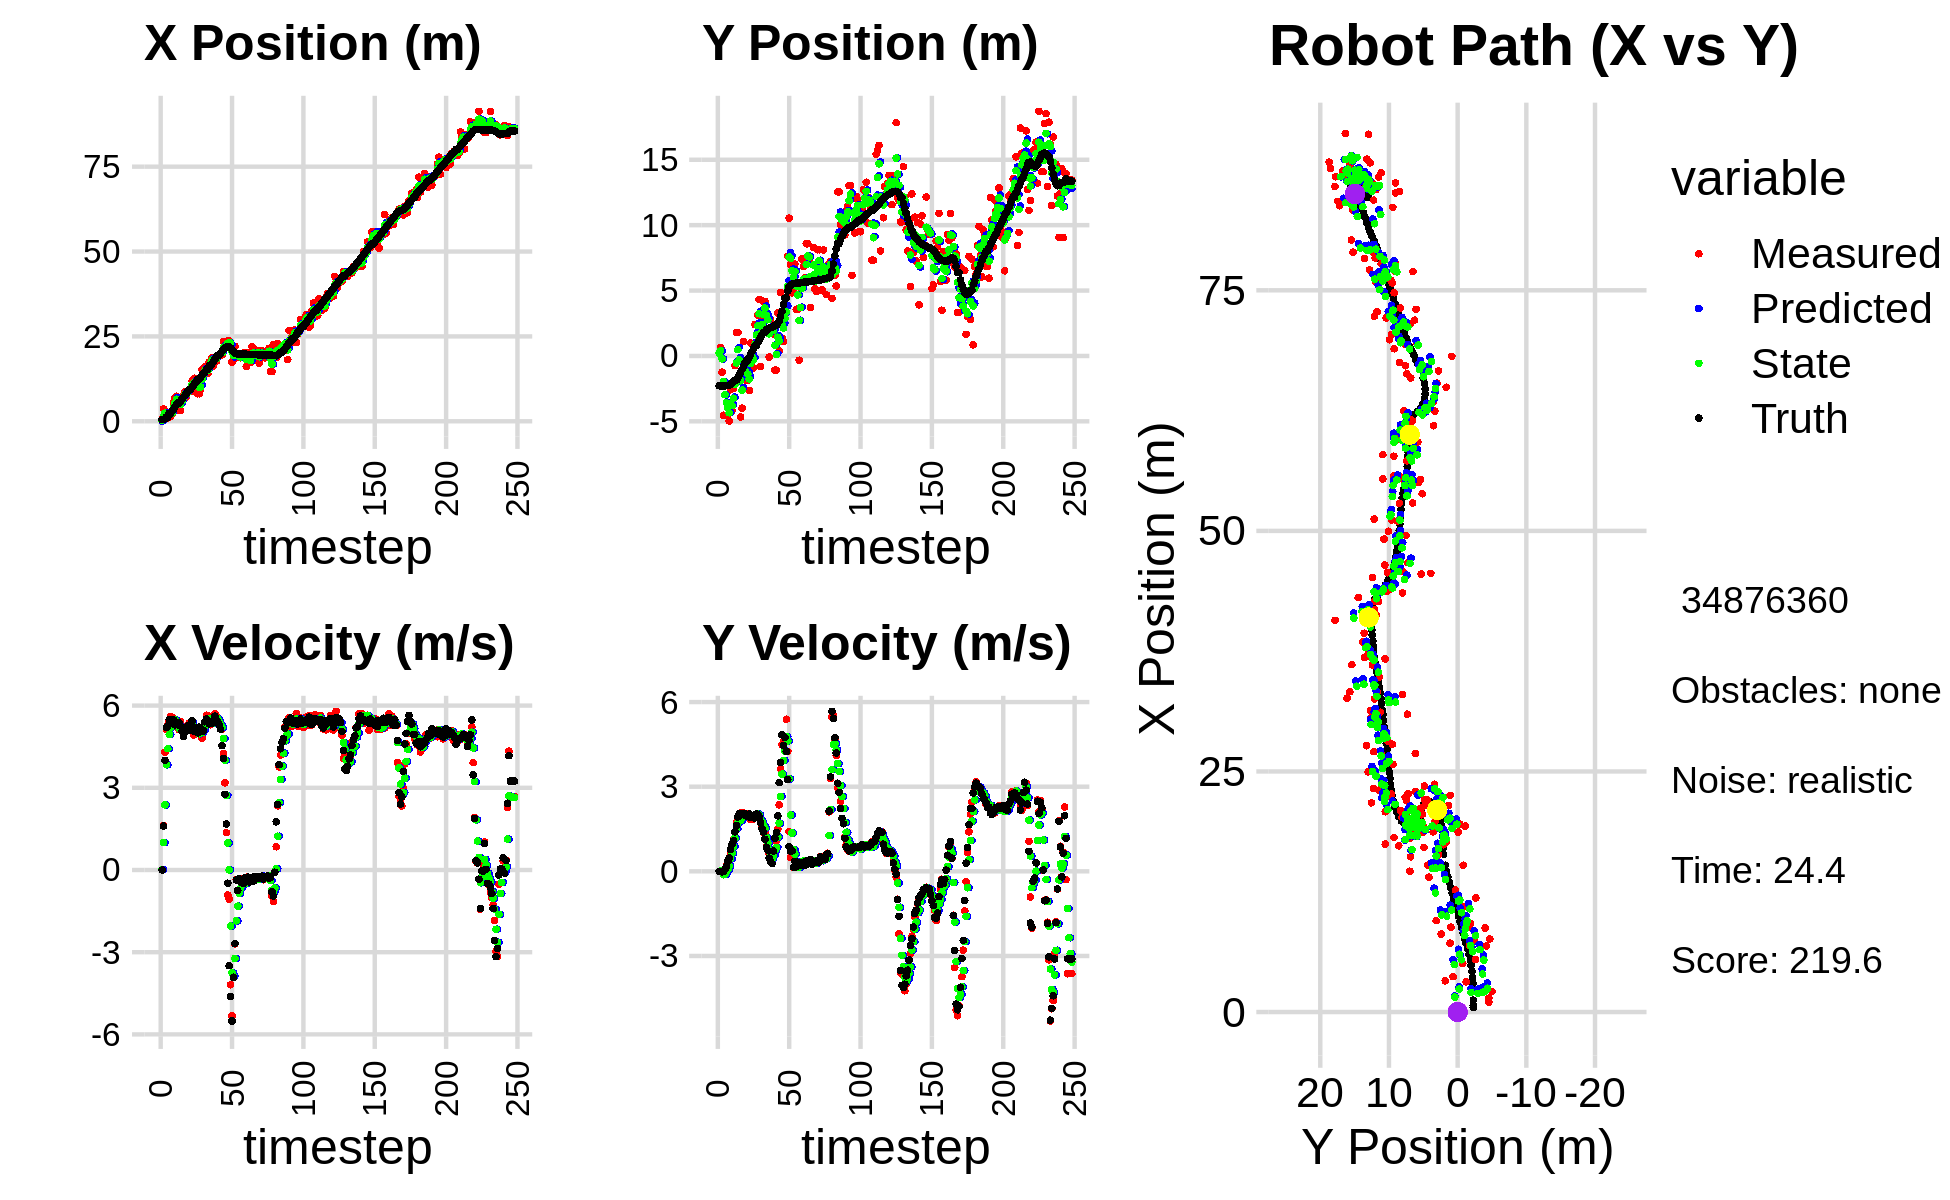 X Position (m)
75
50
25
0
0 50 100 150 200 250
timestep
Y Position (m)
15
10
5
0
-5
0 50 100 150 200 250
timestep
X Velocity (m/s)
6
3
0
-3
-6
0 50 100 150 200 250
timestep
Y Velocity (m/s)
6
3
0
-3
0 50 100 150 200 250
timestep
Robot Path (X vs Y)
X Position (m)
75
50
25
0
20 10 0 -10 -20
Y Position (m)
variable
Measured
Predicted
State
Truth
34876360
Obstacles: none
Noise: realistic
Time: 24.4
Score: 219.6